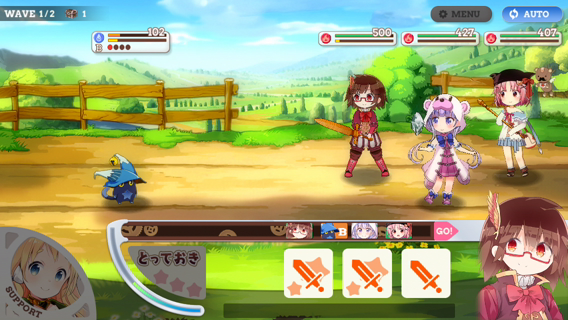 WAVE 1/2 1
MENU
AUTO
102
B
500
427
407
B
GO!
とっておき
SUPPORT